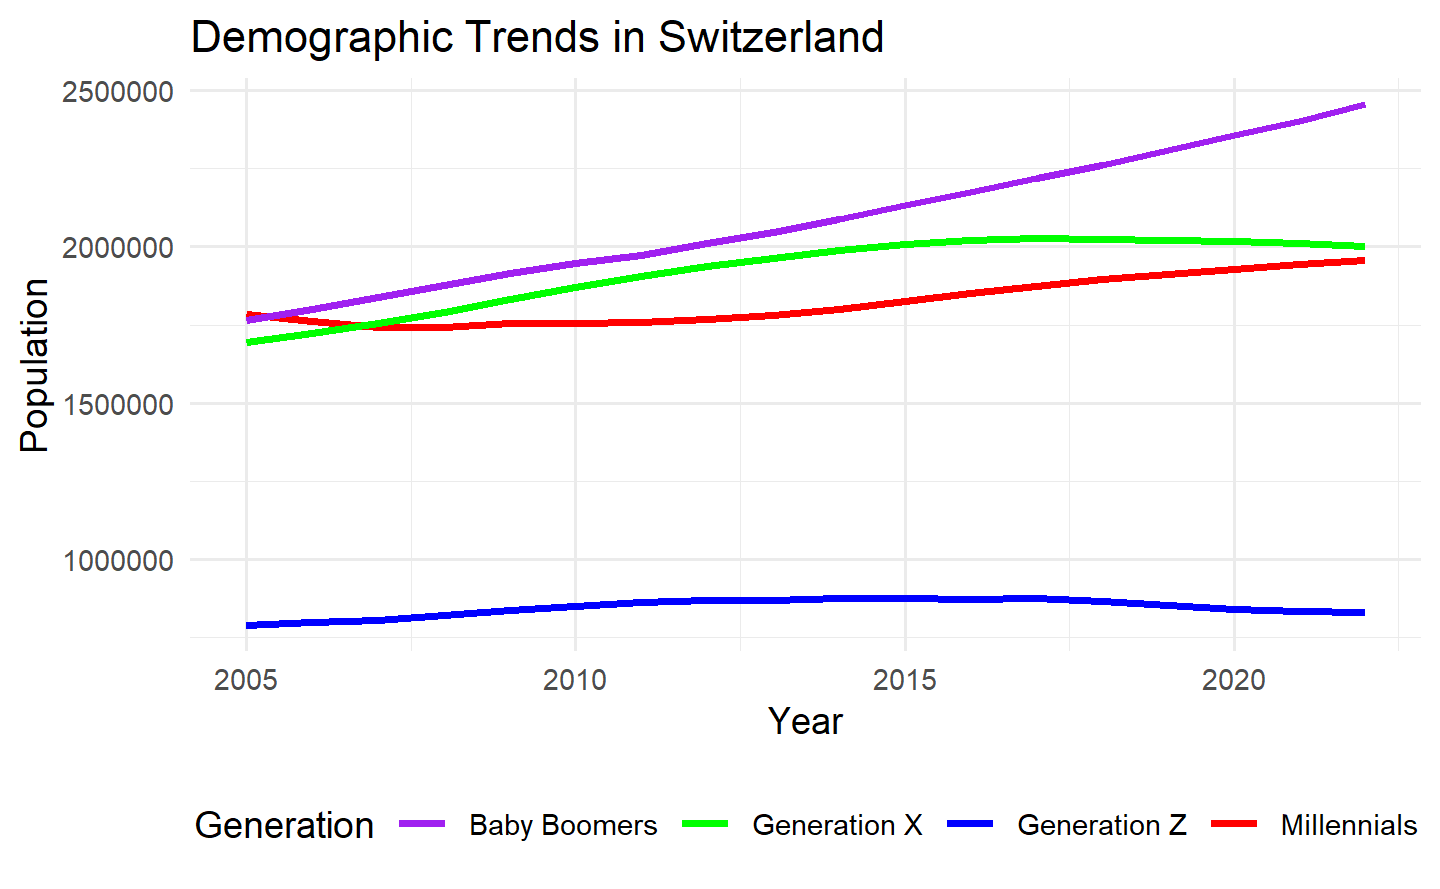 Demographic Trends in Switzerland
2500000
2000000
1500000
1000000
Population
2005 2010 2015 2020
Year
Generation Baby Boomers Generation X Generation Z Millennials